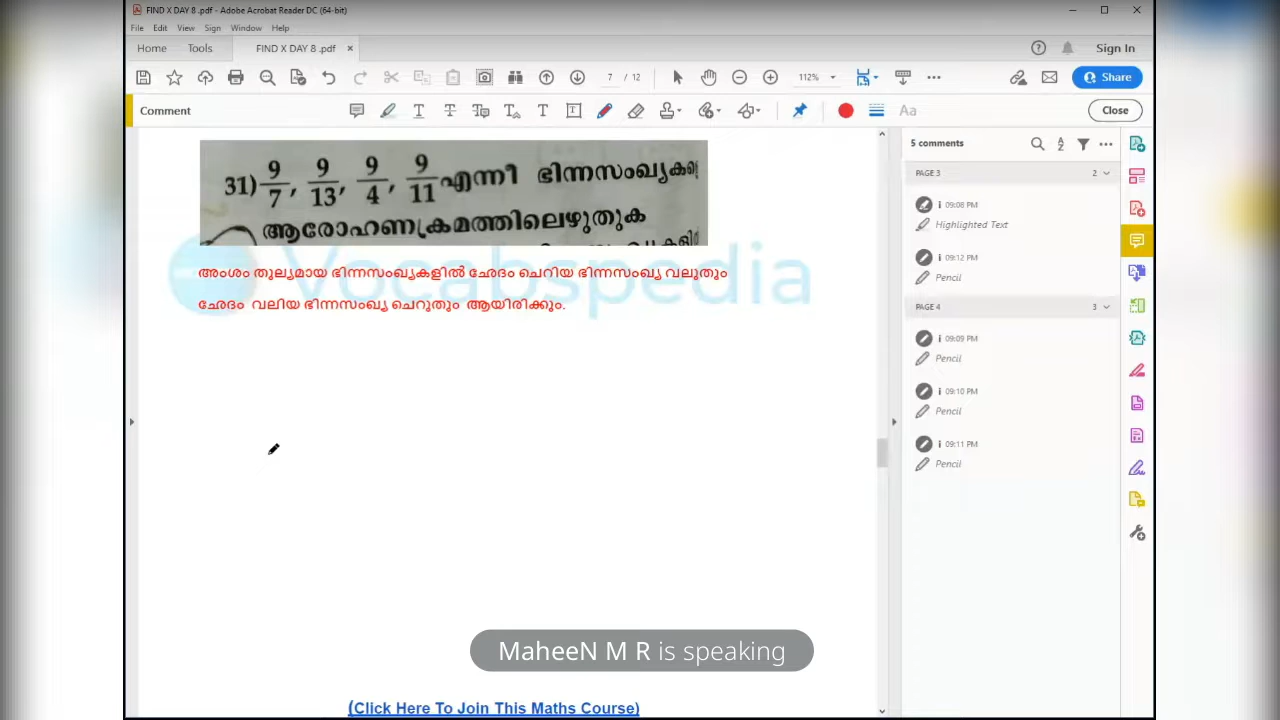 FIND X DAY 8 .pdf - Adobe Acrobat Reader DC (64-bit)
File Edit View Sign Window Help
Home Tools FIND X DAY 8 .pdf × Sign In
7 / 12 112% Share
Comment Aa Close
5 comments
PAGE 3 2
i 09:08 PM
Highlighted Text
i 09:12 PM
Pencil
PAGE 4 3
i 09:09 PM
Pencil
i 09:10 PM
Pencil
i 09:11 PM
Pencil
31) 9/7, 9/13, 9/4, 9/11 എന്നീ
ആരോഹണക്രമത്തിലെഴുതുക
Vocabspedia
അംശം തുല്യമായ ഭിന്നസംഖ്യകളിൽ ഛേദം ചെറിയ ഭിന്നസംഖ്യ വലുതും
ഛേദം വലിയ ഭിന്നസംഖ്യ ചെറുതും ആയിരിക്കും.
MaheeN M R is speaking
(Click Here To Join This Maths Course)